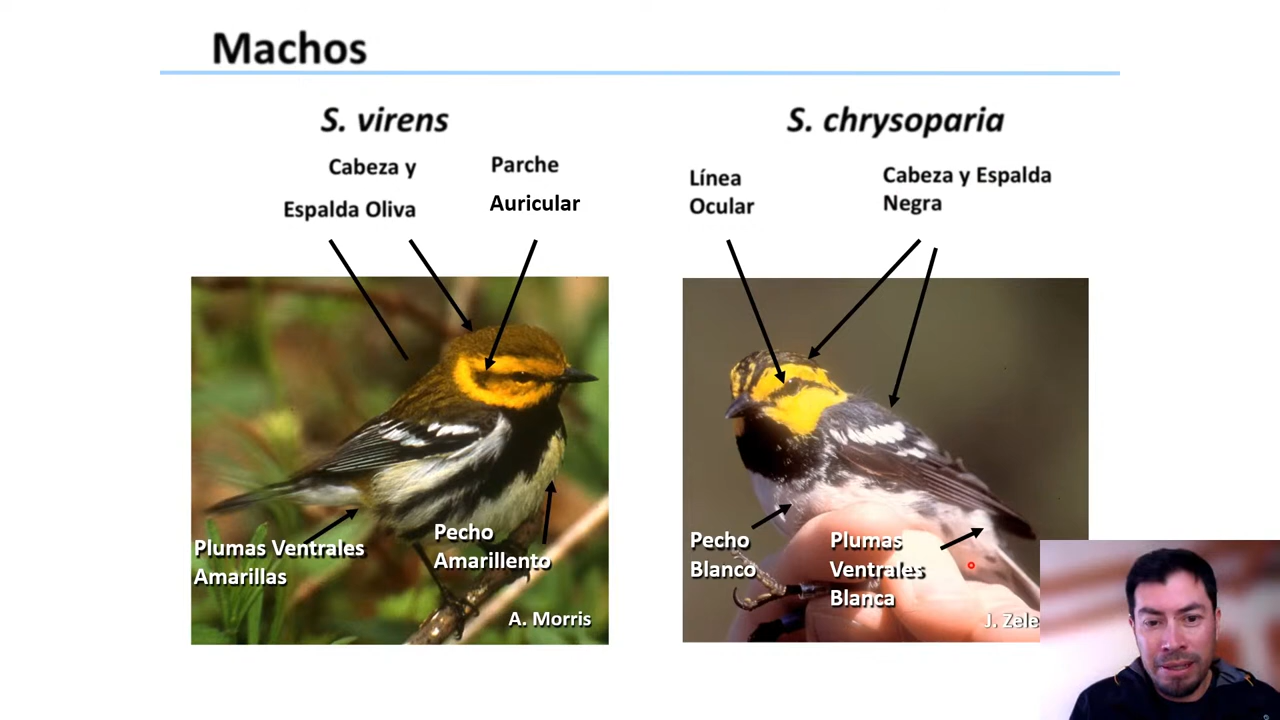 Machos
S. virens
Cabeza y
Espalda Oliva
Parche
Auricular
Plumas Ventrales
Amarillas
Pecho
Amarillento
A. Morris
S. chrysoparia
Línea
Ocular
Cabeza y Espalda
Negra
Pecho
Blanco
Plumas
Ventrales
Blanca
J. Zele